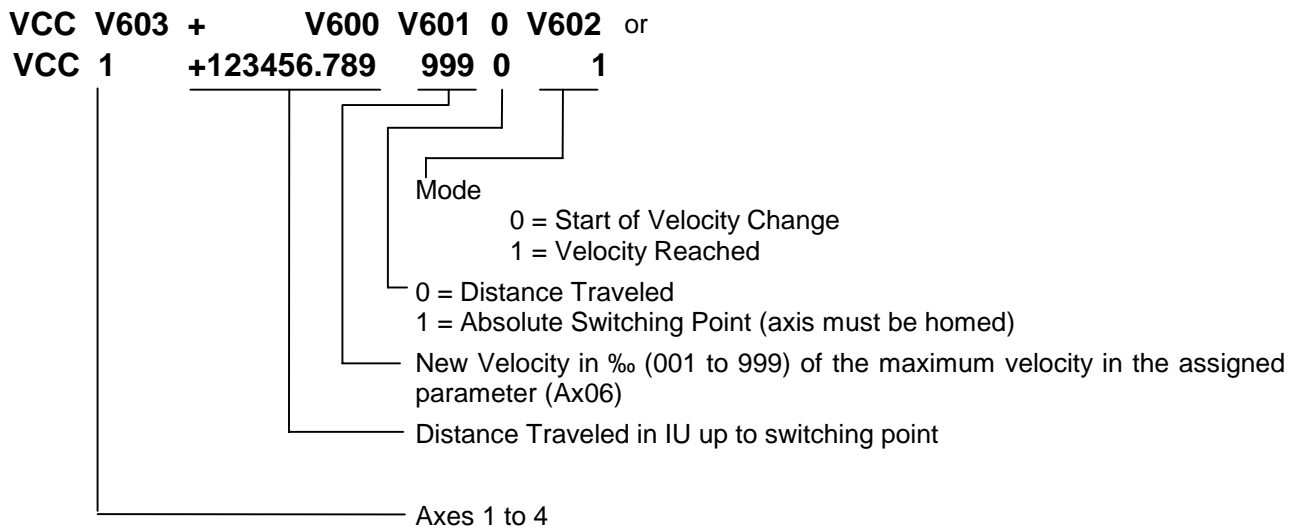 VCC V603 + V600 V601 0 V602 or
VCC 1 +123456.789 999 0 1
Mode
0 = Start of Velocity Change
1 = Velocity Reached
0 = Distance Traveled
1 = Absolute Switching Point (axis must be homed)
New Velocity in ‰ (001 to 999) of the maximum velocity in the assigned
parameter (Ax06)
Distance Traveled in IU up to switching point
Axes 1 to 4